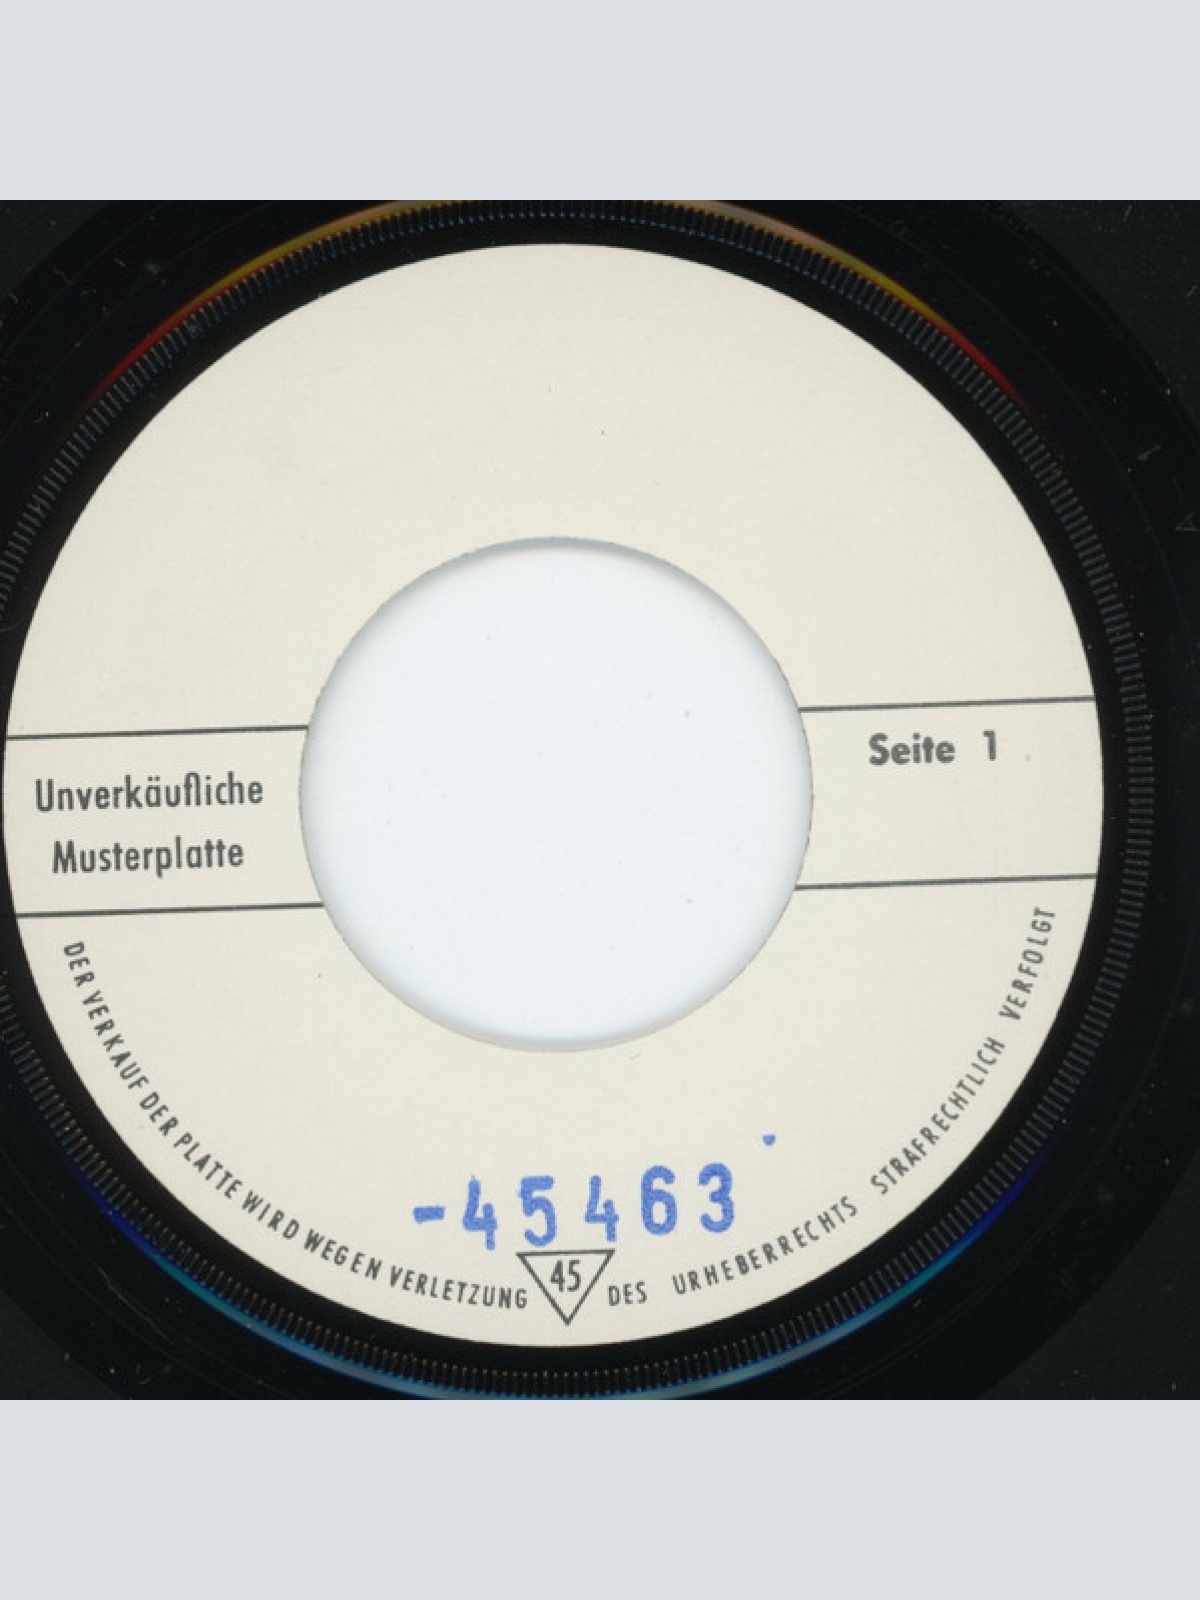 Unverkäufliche
Musterplatte
Seite 1
-45463
45
DER VERKAUF DER PLATTE WIRD WEGEN VERLETZUNG DES URHEBERRECHTS STRAFRECHTLICH VERFOLGT